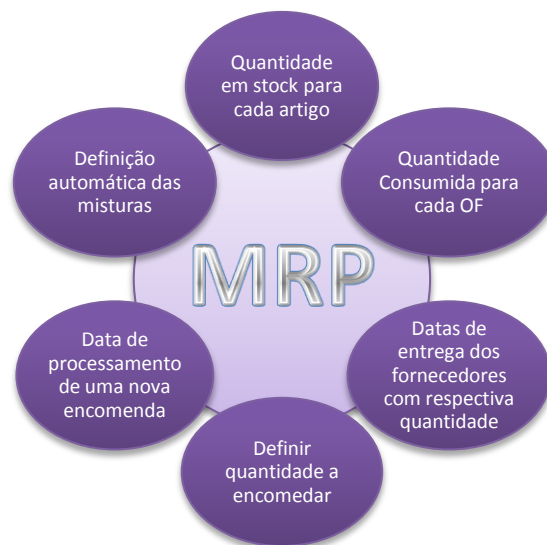 Quantidade
em stock para
cada artigo
Definição
automática das
misturas
Quantidade
Consumida para
cada OF
MRP
Data de
processamento
de uma nova
encomenda
Datas de
entrega dos
fornecedores
com respectiva
quantidade
Definir
quantidade a
encomedar